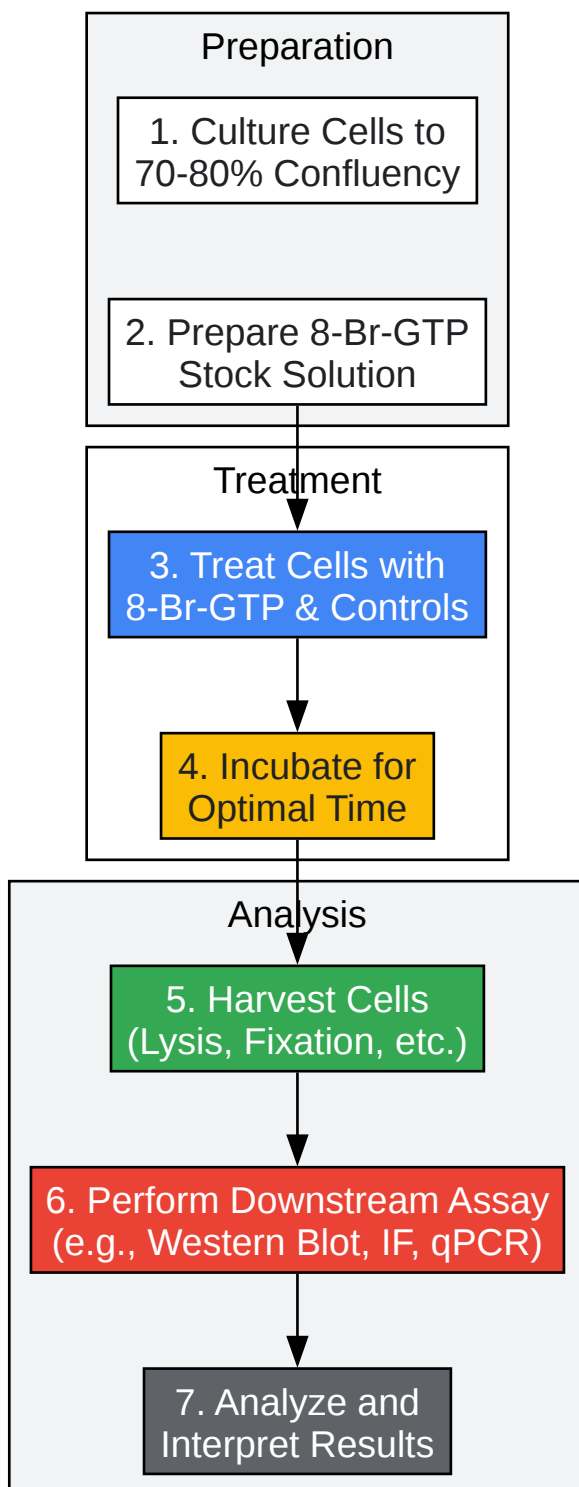 Preparation
1. Culture Cells to
70-80% Confluency
2. Prepare 8-Br-GTP
Stock Solution
Treatment
3. Treat Cells with
8-Br-GTP & Controls
4. Incubate for
Optimal Time
Analysis
5. Harvest Cells
(Lysis, Fixation, etc.)
6. Perform Downstream Assay
(e.g., Western Blot, IF, qPCR)
7. Analyze and
Interpret Results